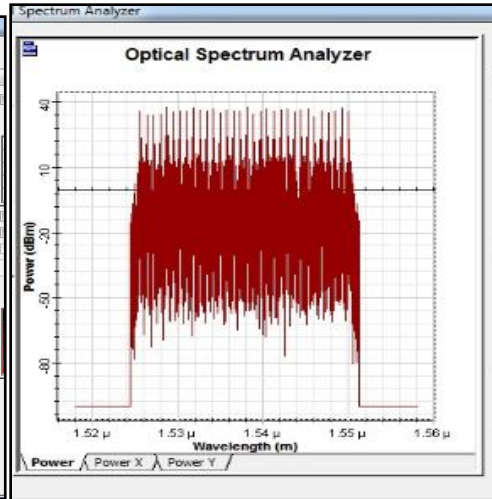 Spectrum Analyzer
Optical Spectrum Analyzer
Power (dBm)
40
10
-20
-50
-80
1.52 μ 1.53 μ 1.54 μ 1.55 μ 1.56 μ
Wavelength (m)
Power Power X Power Y